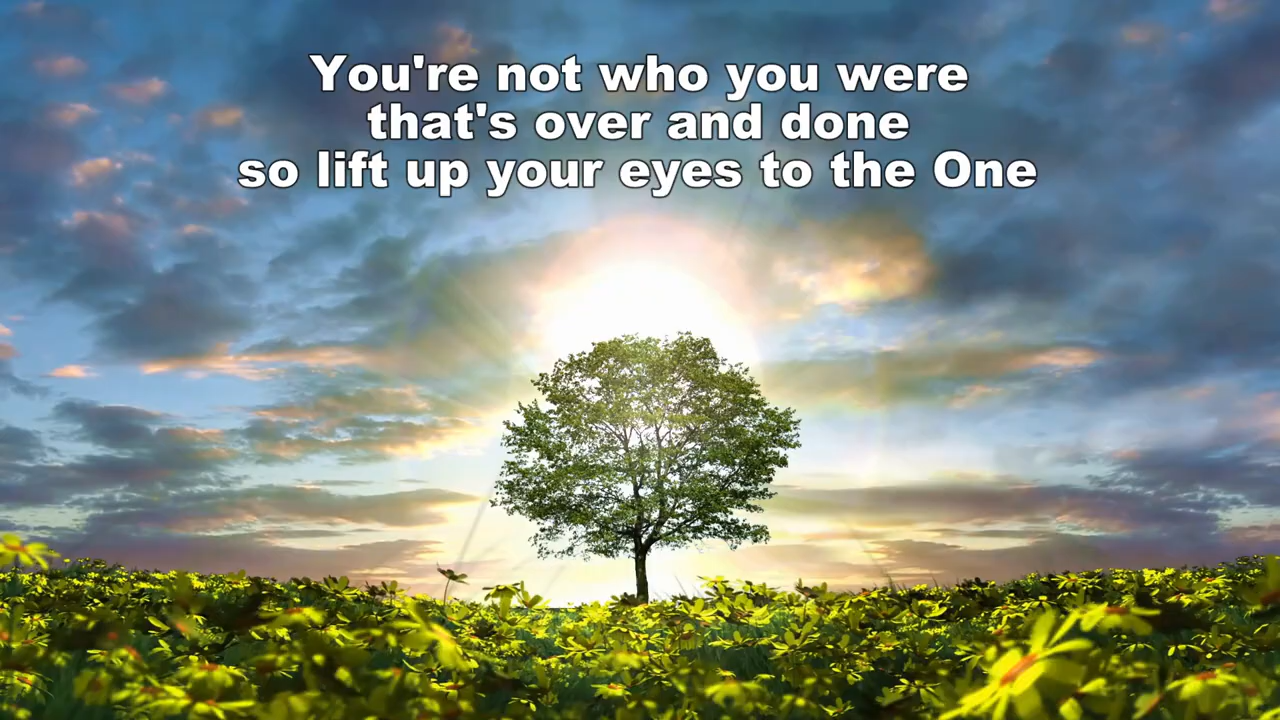 You're not who you were
that's over and done
so lift up your eyes to the One